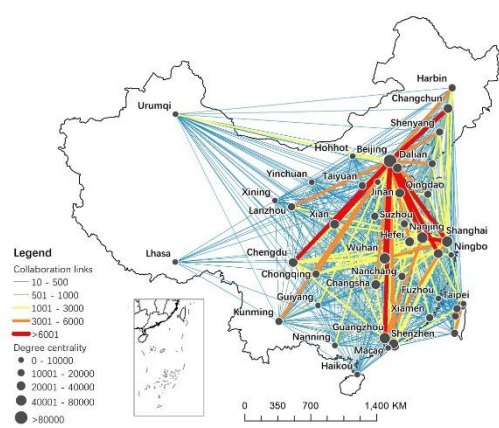 Harbin
Changchun
Urumqi
Shenyang
Hohhot
Beijing
Dalian
Yinchuan
Taiyuan
Jinan
Qingdao
Xining
Lanzhou
Xian
Suzhou
Hefei
Nanjing
Shanghai
Ningbo
Lhasa
Chengdu
Wuhan
Chongqing
Nanchang
Changsha
Guiyang
Fuzhou
Taipei
Kunming
Xiamen
Guangzhou
Nanning
Shenzhen
Macao
Haikou
Legend
Collaboration links
10 - 500
501 - 1000
1001 - 3000
3001 - 6000
>6001
Degree centrality
0 - 10000
10001 - 20000
20001 - 40000
40001 - 80000
>80000
0 350 700 1,400 KM